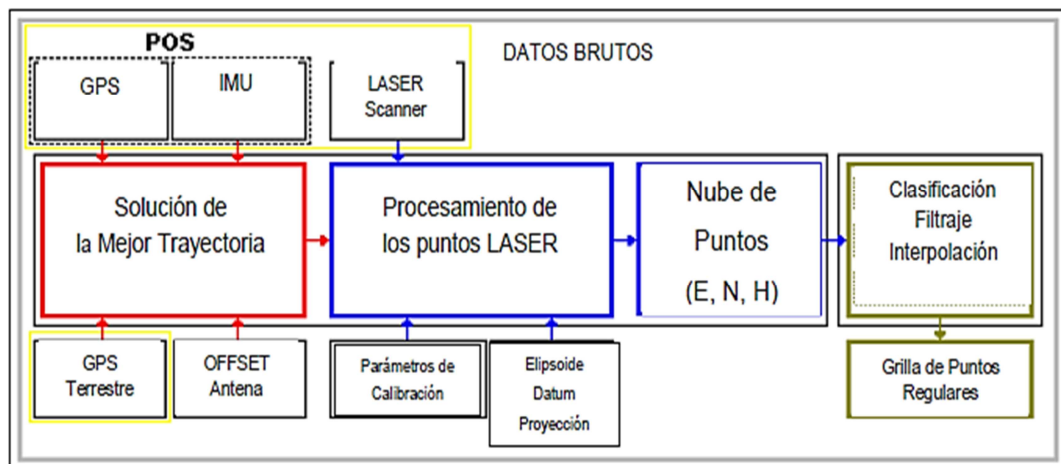 POS
DATOS BRUTOS
GPS
IMU
LASER
Scanner
Solución de
la Mejor Trayectoria
Procesamiento de
los puntos LASER
Nube de
Puntos
(E, N, H)
Clasificación
Filtraje
Interpolación
GPS
Terrestre
OFFSET
Antena
Parámetros de
Calibración
Elipsoide
Datum
Proyección
Grilla de Puntos
Regulares